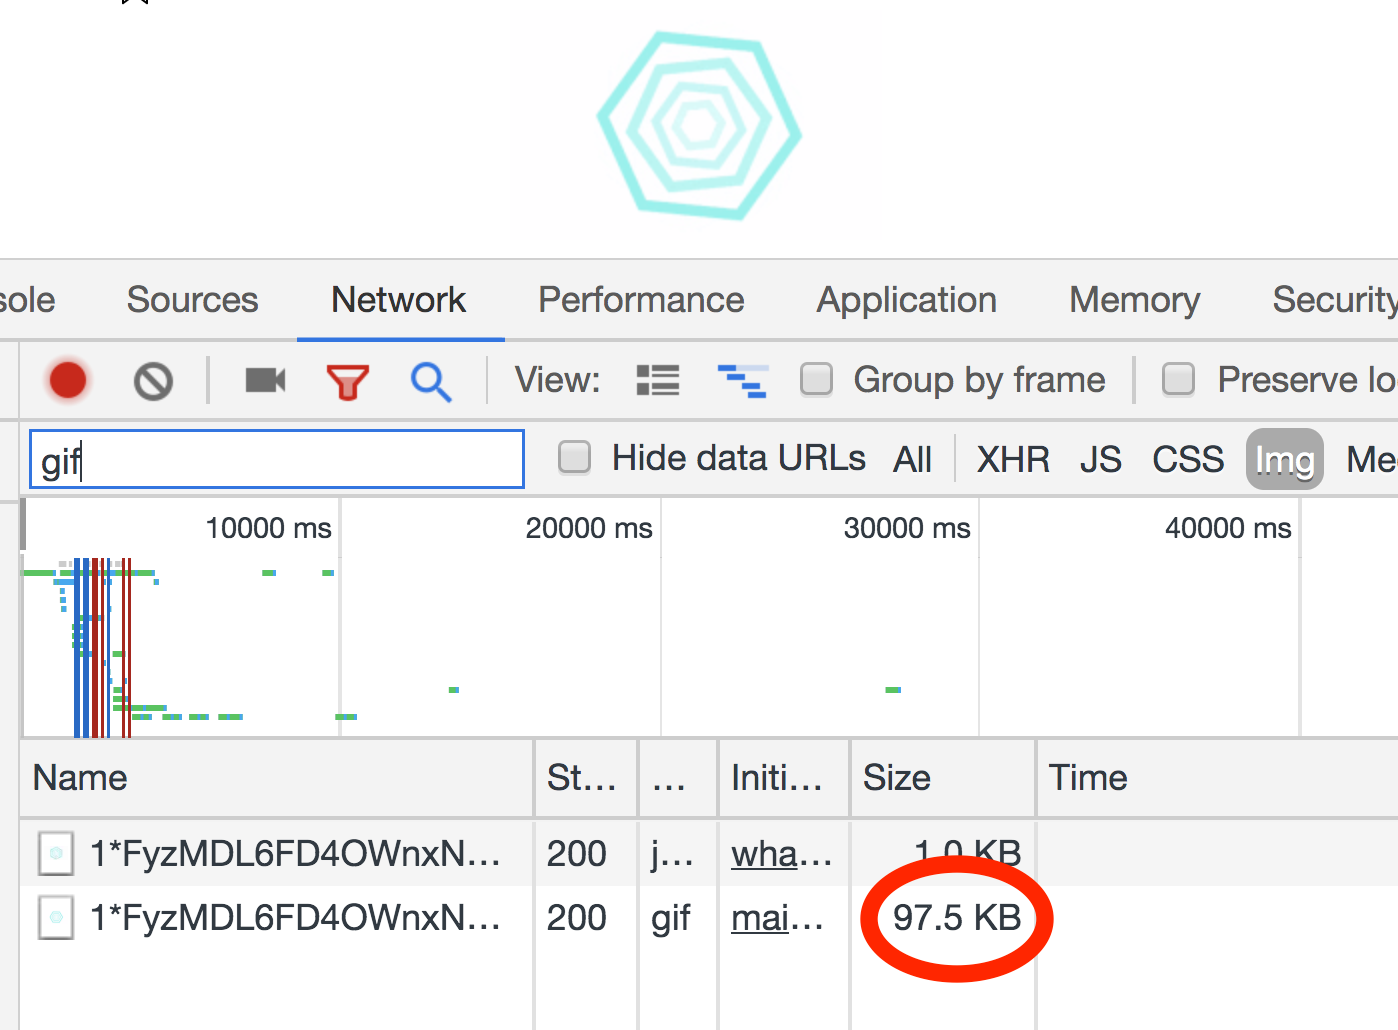 sole Sources Network Performance Application Memory Security
View: Group by frame Preserve lo
gif Hide data URLs All XHR JS CSS Img Me
10000 ms 20000 ms 30000 ms 40000 ms
Name St... ... Initi... Size Time
1*FyzMDL6FD4OWnxN... 200 j... wha... 1.0 KB
1*FyzMDL6FD4OWnxN... 200 gif mai... 97.5 KB